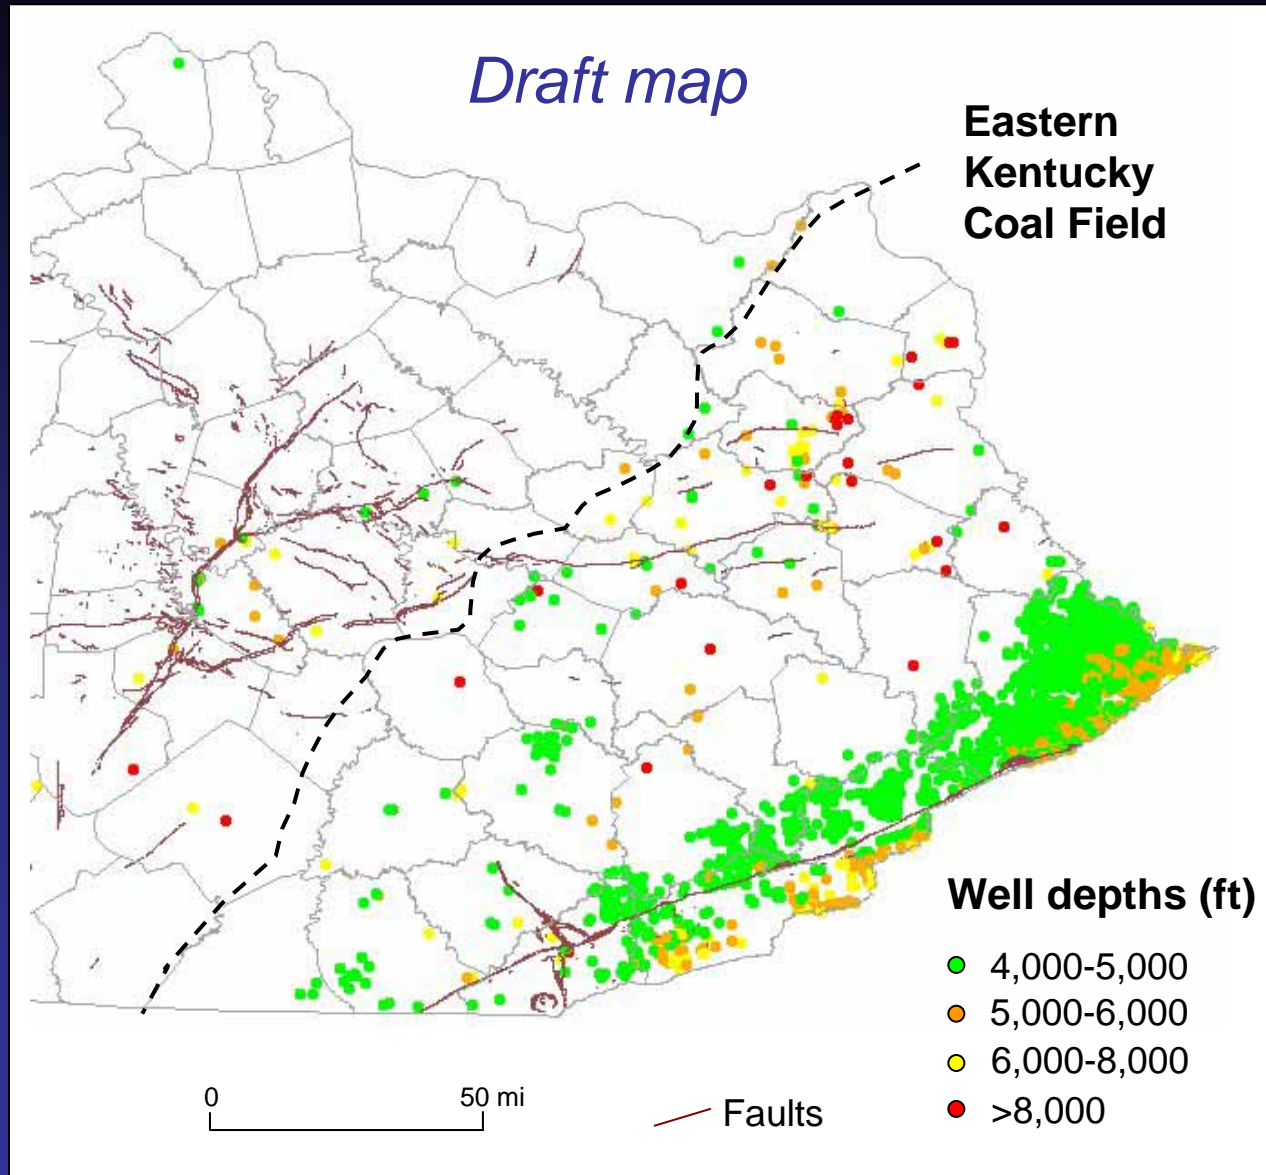 Draft map
Eastern
Kentucky
Coal Field
Well depths (ft)
4,000-5,000
5,000-6,000
6,000-8,000
>8,000
0 50 mi
Faults